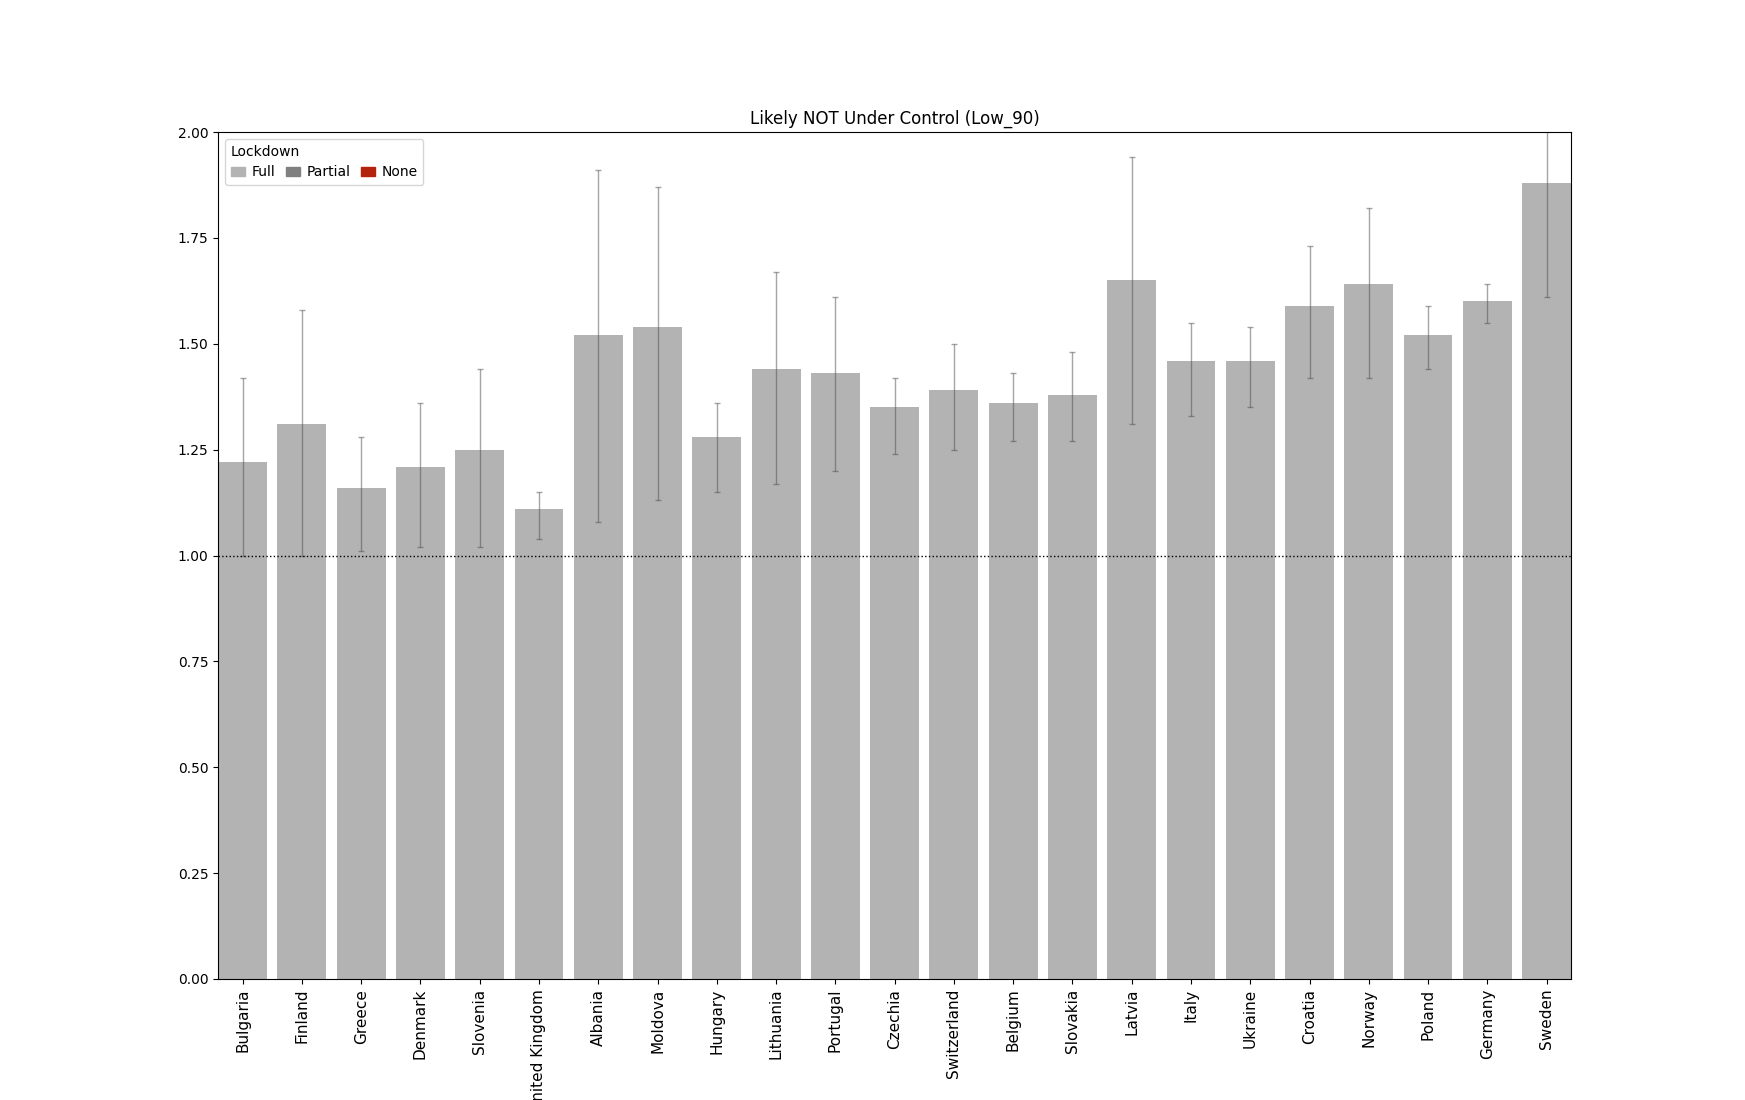 Likely NOT Under Control (Low_90)
Lockdown
Full Partial None
2.00
1.75
1.50
1.25
1.00
0.75
0.50
0.25
0.00
Bulgaria
Finland
Greece
Denmark
Slovenia
nited Kingdom
Albania
Moldova
Hungary
Lithuania
Portugal
Czechia
Switzerland
Belgium
Slovakia
Latvia
Italy
Ukraine
Croatia
Norway
Poland
Germany
Sweden